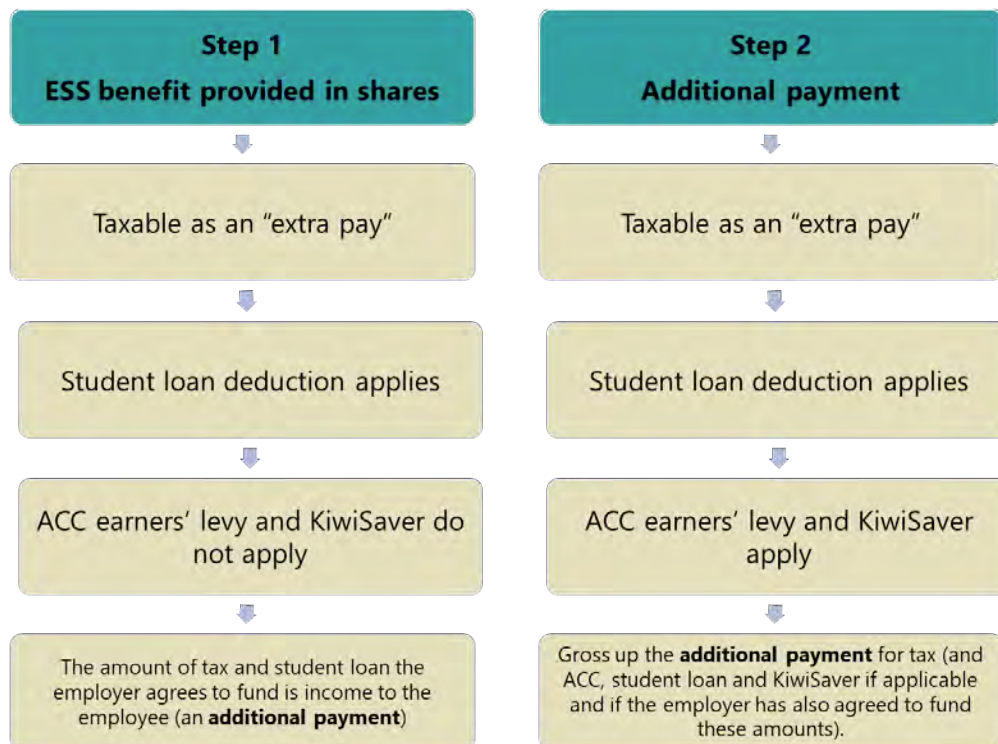 Step 1
ESS benefit provided in shares
Taxable as an “extra pay”
Student loan deduction applies
ACC earners’ levy and KiwiSaver do
not apply
The amount of tax and student loan the
employer agrees to fund is income to the
employee (an additional payment)
Step 2
Additional payment
Taxable as an “extra pay”
Student loan deduction applies
ACC earners’ levy and KiwiSaver
apply
Gross up the additional payment for tax (and
ACC, student loan and KiwiSaver if applicable
and if the employer has also agreed to fund
these amounts).